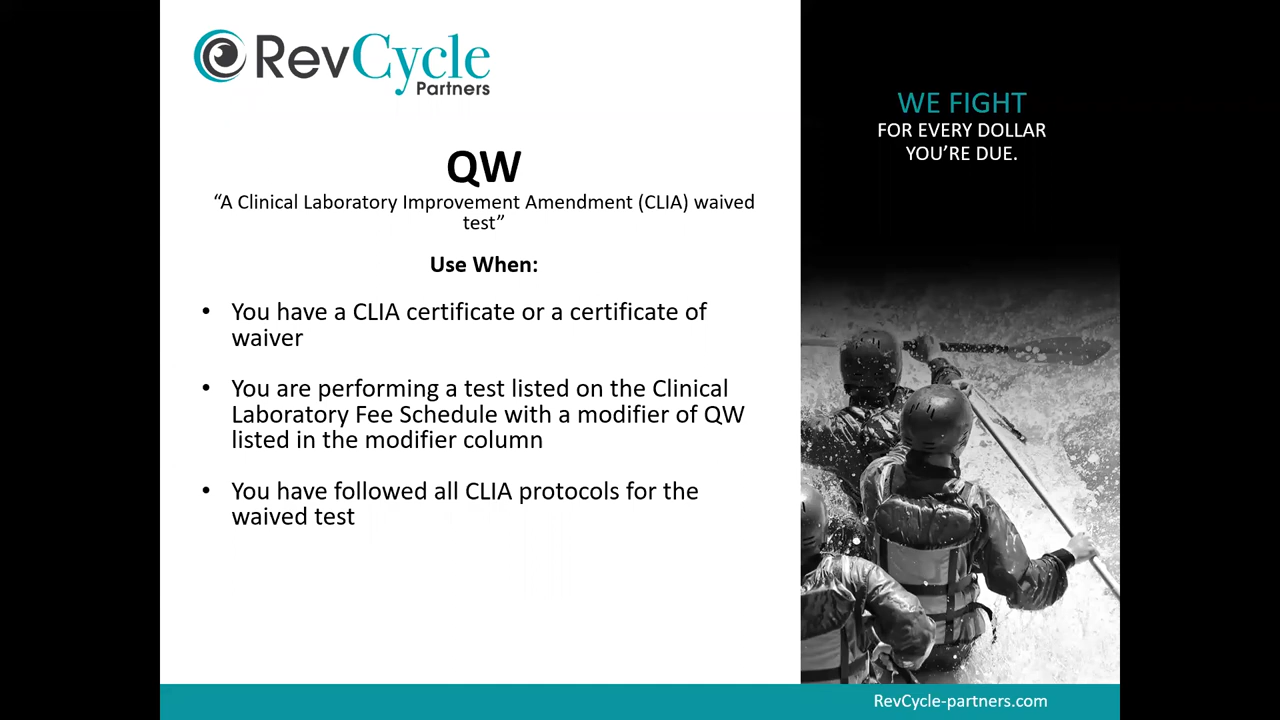 RevCycle
Partners
WE FIGHT
FOR EVERY DOLLAR
YOU’RE DUE.
QW
“A Clinical Laboratory Improvement Amendment (CLIA) waived
test”
Use When:
• You have a CLIA certificate or a certificate of
waiver
• You are performing a test listed on the Clinical
Laboratory Fee Schedule with a modifier of QW
listed in the modifier column
• You have followed all CLIA protocols for the
waived test
RevCycle-partners.com